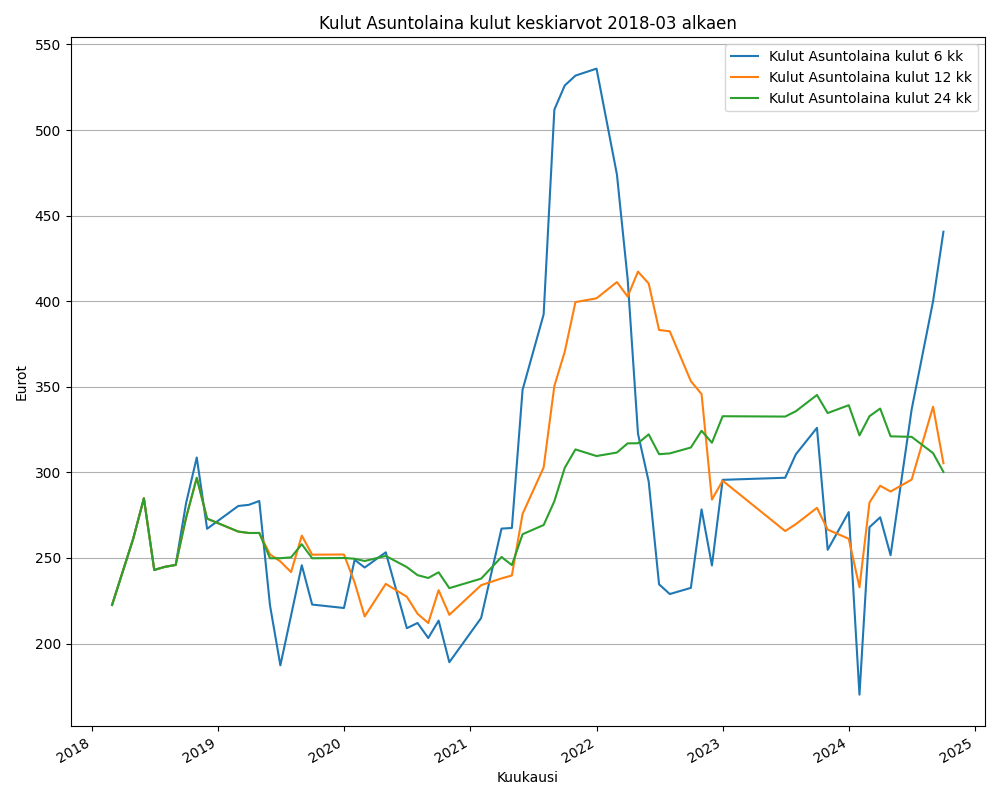 Kulut Asuntolaina kulut keskiarvot 2018-03 alkaen
Kulut Asuntolaina kulut 6 kk
Kulut Asuntolaina kulut 12 kk
Kulut Asuntolaina kulut 24 kk
Eurot
550
500
450
400
350
300
250
200
2018
2019
2020
2021
2022
2023
2024
2025
Kuukausi